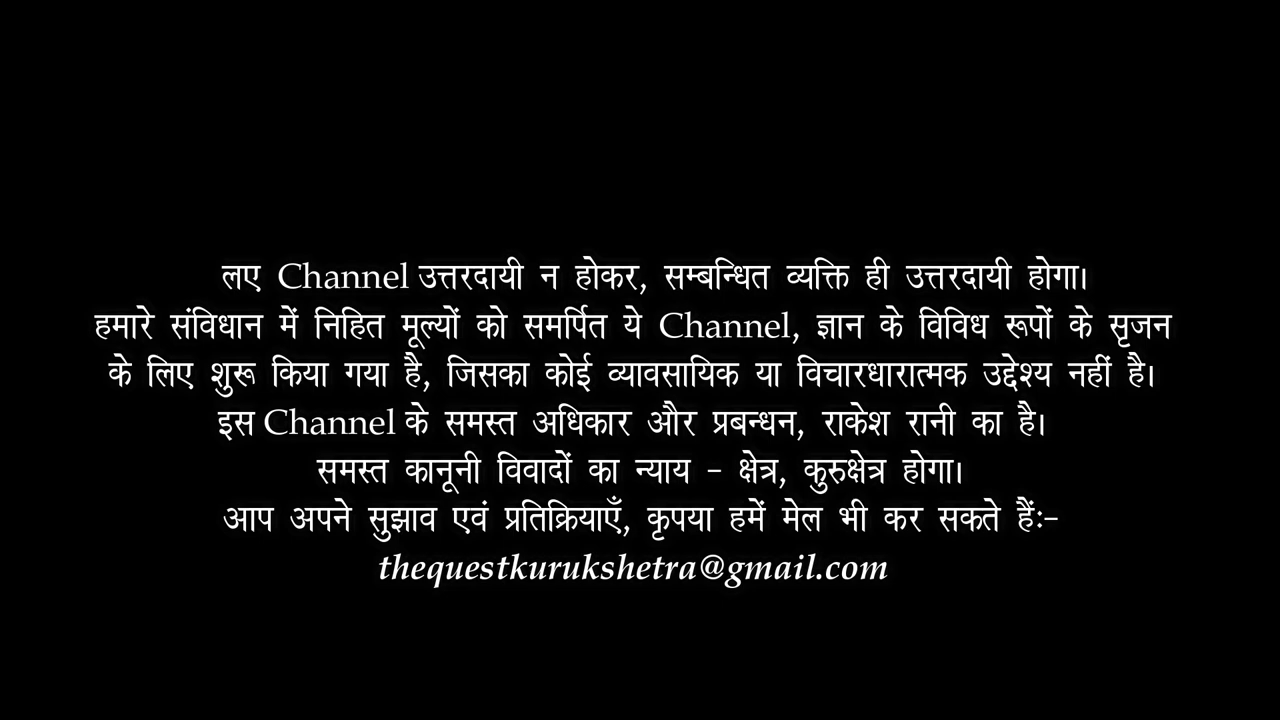 लए Channel उत्तरदायी न होकर, सम्बन्धित व्यक्ति ही उत्तरदायी होगा।
हमारे संविधान में निहित मूल्यों को समर्पित ये Channel, ज्ञान के विविध रूपों के सृजन
के लिए शुरू किया गया है, जिसका कोई व्यावसायिक या विचारधारात्मक उद्देश्य नहीं है।
इस Channel के समस्त अधिकार और प्रबन्धन, राकेश रानी का है।
समस्त कानूनी विवादों का न्याय - क्षेत्र, कुरुक्षेत्र होगा।
आप अपने सुझाव एवं प्रतिक्रियाएँ, कृपया हमें मेल भी कर सकते हैंः-
thequestkurukshetra@gmail.com